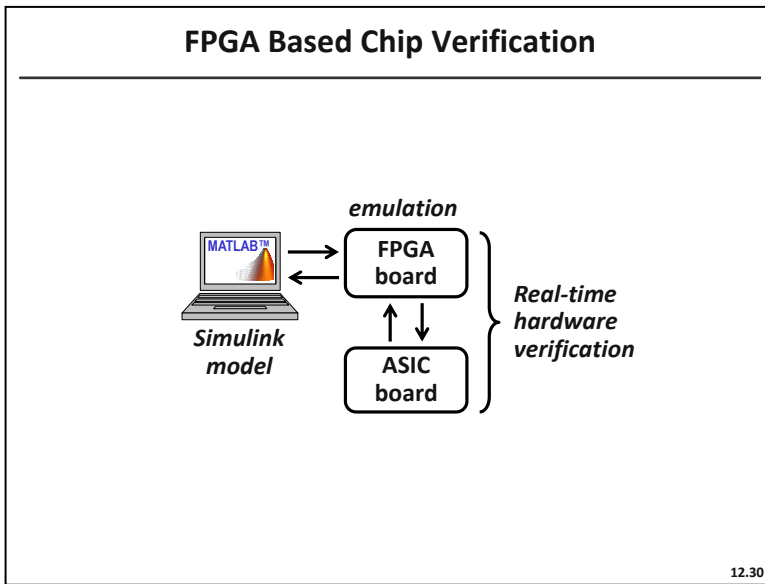 FPGA Based Chip Verification
emulation
MATLAB™
FPGA
board
Simulink
model
ASIC
board
Real-time
hardware
verification
12.30